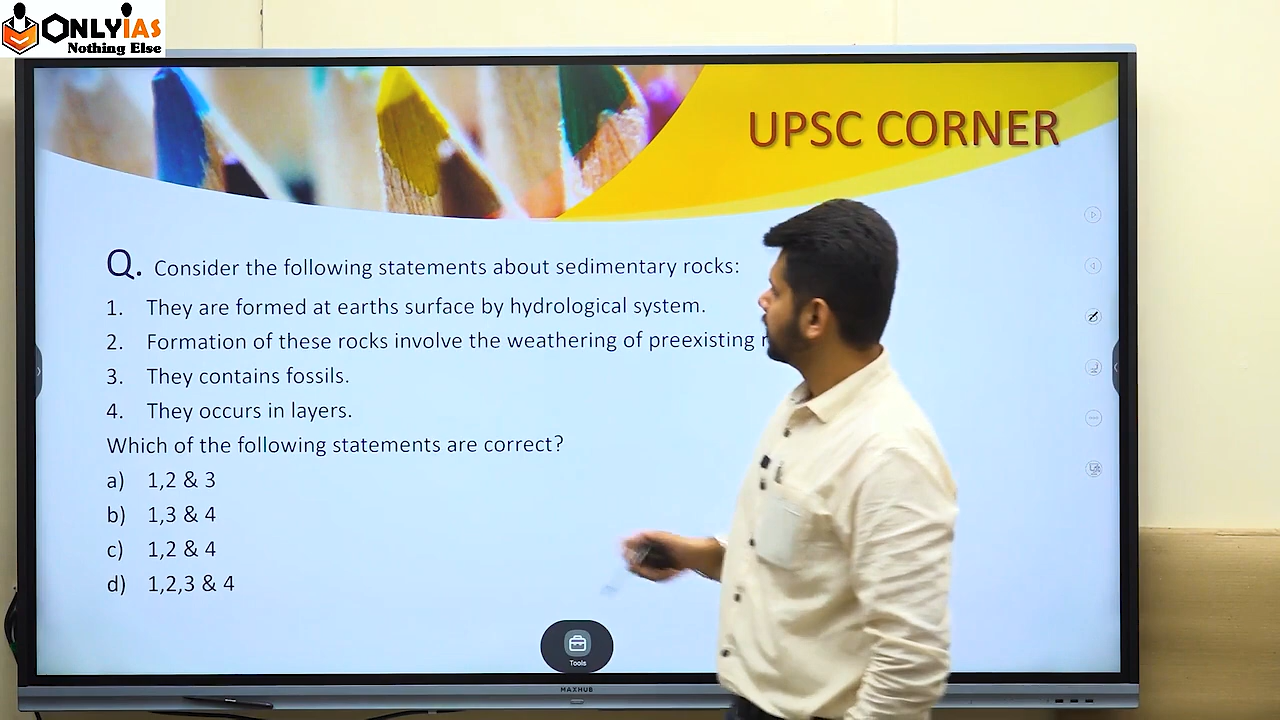 ONLYIAS
Nothing Else
UPSC CORNER
Q. Consider the following statements about sedimentary rocks:
1. They are formed at earths surface by hydrological system.
2. Formation of these rocks involve the weathering of preexisting
3. They contains fossils.
4. They occurs in layers.
Which of the following statements are correct?
a) 1,2 & 3
b) 1,3 & 4
c) 1,2 & 4
d) 1,2,3 & 4
Tools
MAXHUB